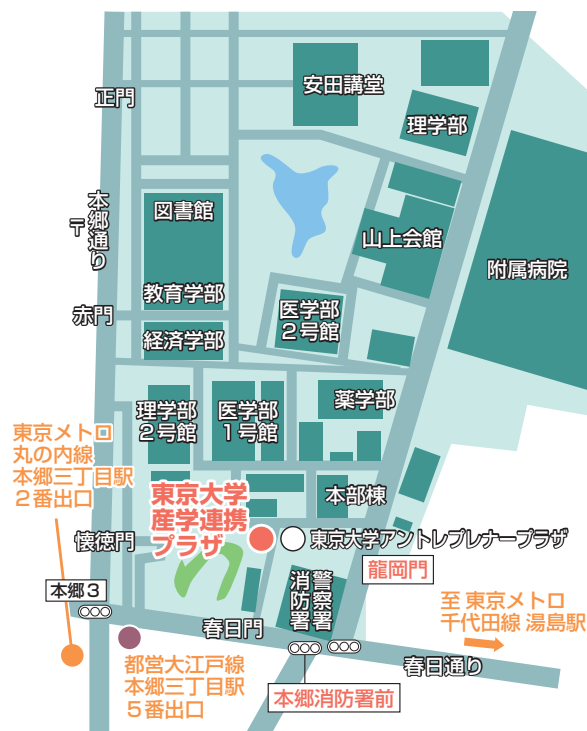 安田講堂
正門
理学部
図書館
本郷通り
〒
山上会館
附属病院
教育学部
赤門
医学部
2号館
経済学部
薬学部
理学部
2号館
医学部
1号館
東京メトロ
丸の内線
本郷三丁目駅
2番出口
東京大学
産学連携
プラザ
本部棟
懐徳門
東京大学アントレプレナープラザ
龍岡門
本郷3
警察署
消防署
至 東京メトロ
千代田線 湯島駅
春日門
都営大江戸線
本郷三丁目駅
5番出口
春日通り
本郷消防署前